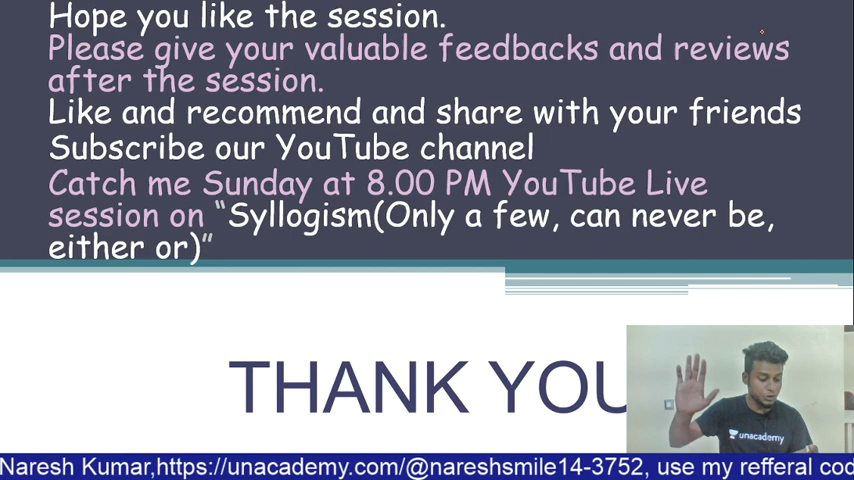 Hope you like the session.
Please give your valuable feedbacks and reviews
after the session.
Like and recommend and share with your friends
Subscribe our YouTube channel
Catch me Sunday at 8.00 PM YouTube Live
session on “Syllogism(Only a few, can never be,
either or)”
THANK YOU
unacademy
Naresh Kumar,https://unacademy.com/@nareshsmile14-3752, use my refferal cod